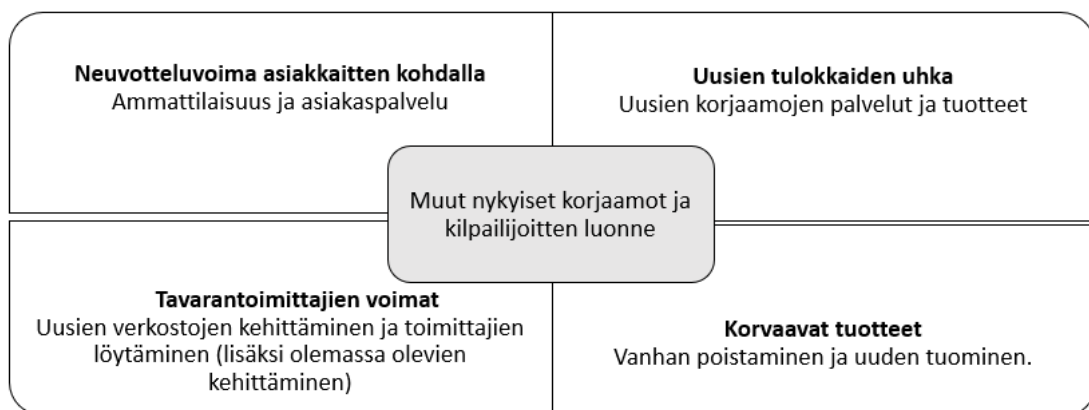 Neuvotteluvoima asiakkaitten kohdalla
Ammattilaisuus ja asiakaspalvelu
Uusien tulokkaiden uhka
Uusien korjaamojen palvelut ja tuotteet
Muut nykyiset korjaamot ja
kilpailijoitten luonne
Tavarantoimittajien voimat
Uusien verkostojen kehittäminen ja toimittajien
löytäminen (lisäksi olemassa olevien
kehittäminen)
Korvaavat tuotteet
Vanhan poistaminen ja uuden tuominen.